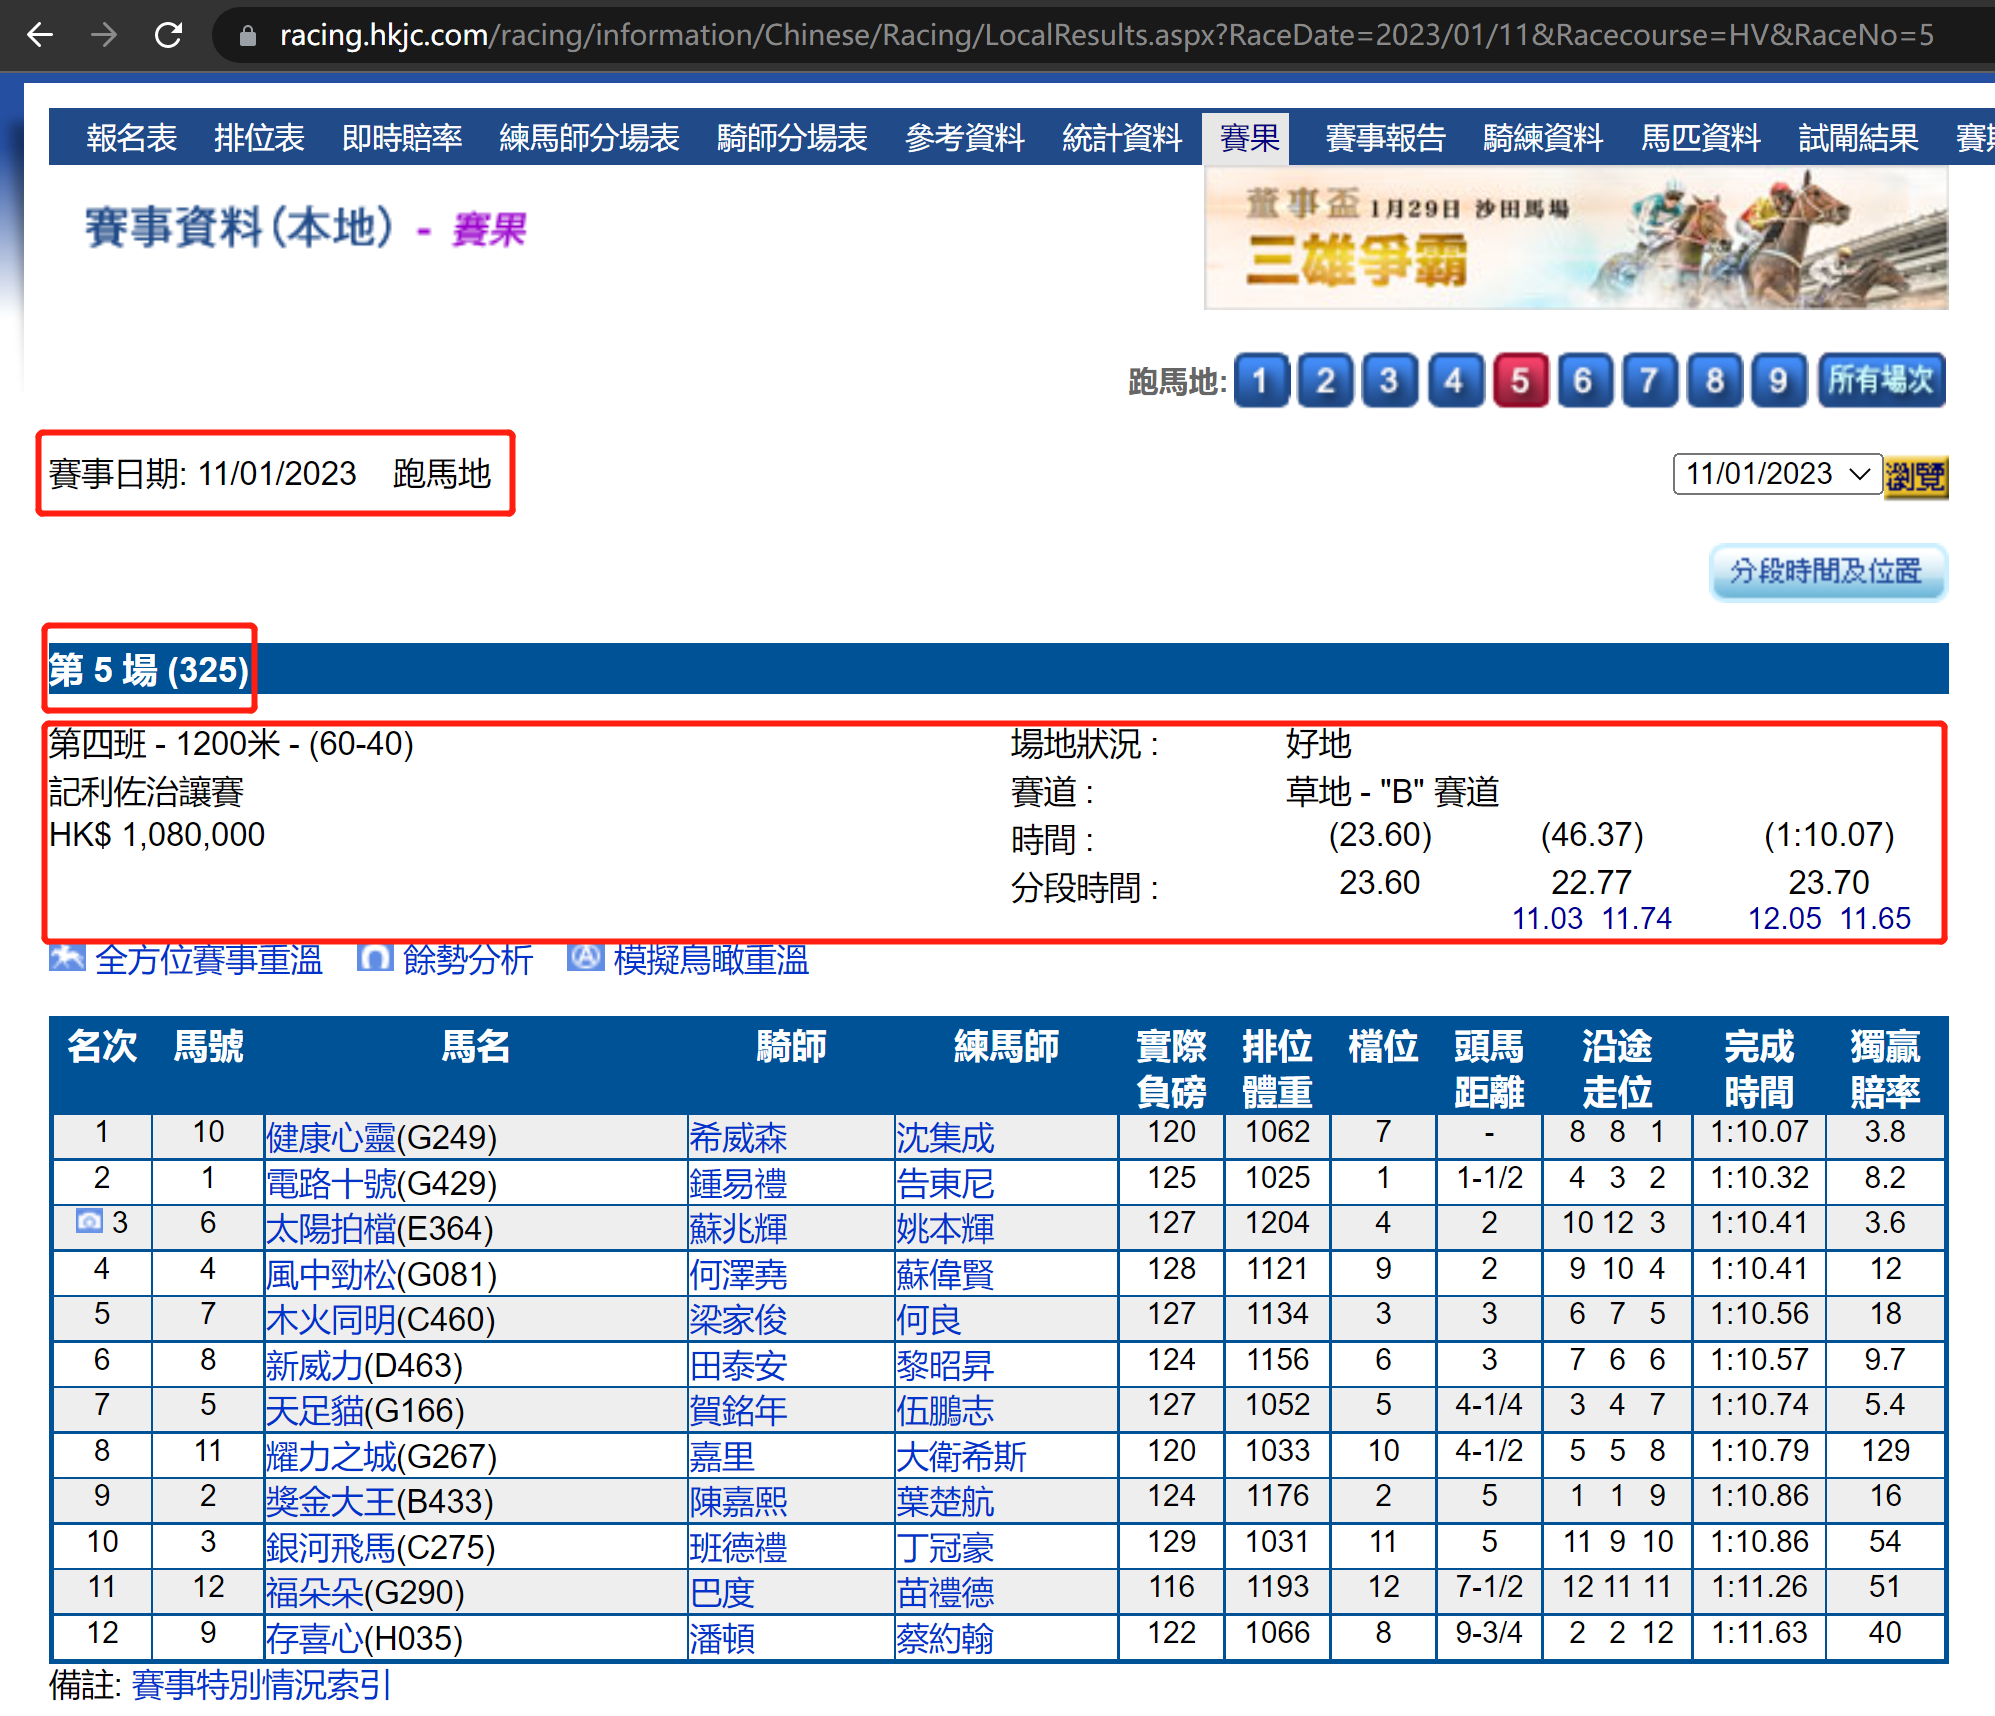 racing.hkjc.com/racing/information/Chinese/Racing/LocalResults.aspx?RaceDate=2023/01/11&Racecourse=HV&RaceNo=5
報名表 排位表 即時賠率 練馬師分場表 騎師分場表 參考資料 統計資料 賽果 賽事報告 騎練資料 馬匹資料 試閘結果 賽
賽事資料(本地) - 賽果
董事盃 1月29日 沙田馬場
三雄爭霸
跑馬地: 1 2 3 4 5 6 7 8 9 所有場次
賽事日期: 11/01/2023 跑馬地
11/01/2023 瀏覽
分段時間及位置
第 5 場 (325)
第四班 - 1200米 - (60-40) 場地狀況 : 好地
記利佐治讓賽 賽道 : 草地 - "B" 賽道
HK$ 1,080,000 時間 : (23.60) (46.37) (1:10.07)
分段時間 : 23.60 22.77 23.70
11.03 11.74 12.05 11.65
全方位賽事重溫 餘勢分析 模擬鳥瞰重溫
名次 馬號 馬名 騎師 練馬師 實際負磅 排位體重 檔位 頭馬距離 沿途走位 完成時間 獨贏賠率
1 10 健康心靈(G249) 希威森 沈集成 120 1062 7 - 8 8 1 1:10.07 3.8
2 1 電路十號(G429) 鍾易禮 告東尼 125 1025 1 1-1/2 4 3 2 1:10.32 8.2
3 6 太陽拍檔(E364) 蘇兆輝 姚本輝 127 1204 4 2 10 12 3 1:10.41 3.6
4 4 風中勁松(G081) 何澤堯 蘇偉賢 128 1121 9 2 9 10 4 1:10.41 12
5 7 木火同明(C460) 梁家俊 何良 127 1134 3 3 6 7 5 1:10.56 18
6 8 新威力(D463) 田泰安 黎昭昇 124 1156 6 3 7 6 6 1:10.57 9.7
7 5 天足貓(G166) 賀銘年 伍鵬志 127 1052 5 4-1/4 3 4 7 1:10.74 5.4
8 11 耀力之城(G267) 嘉里 大衛希斯 120 1033 10 4-1/2 5 5 8 1:10.79 129
9 2 獎金大王(B433) 陳嘉熙 葉楚航 124 1176 2 5 1 1 9 1:10.86 16
10 3 銀河飛馬(C275) 班德禮 丁冠豪 129 1031 11 5 11 9 10 1:10.86 54
11 12 福朵朵(G290) 巴度 苗禮德 116 1193 12 7-1/2 12 11 11 1:11.26 51
12 9 存喜心(H035) 潘頓 蔡約翰 122 1066 8 9-3/4 2 2 12 1:11.63 40
備註: 賽事特別情況索引